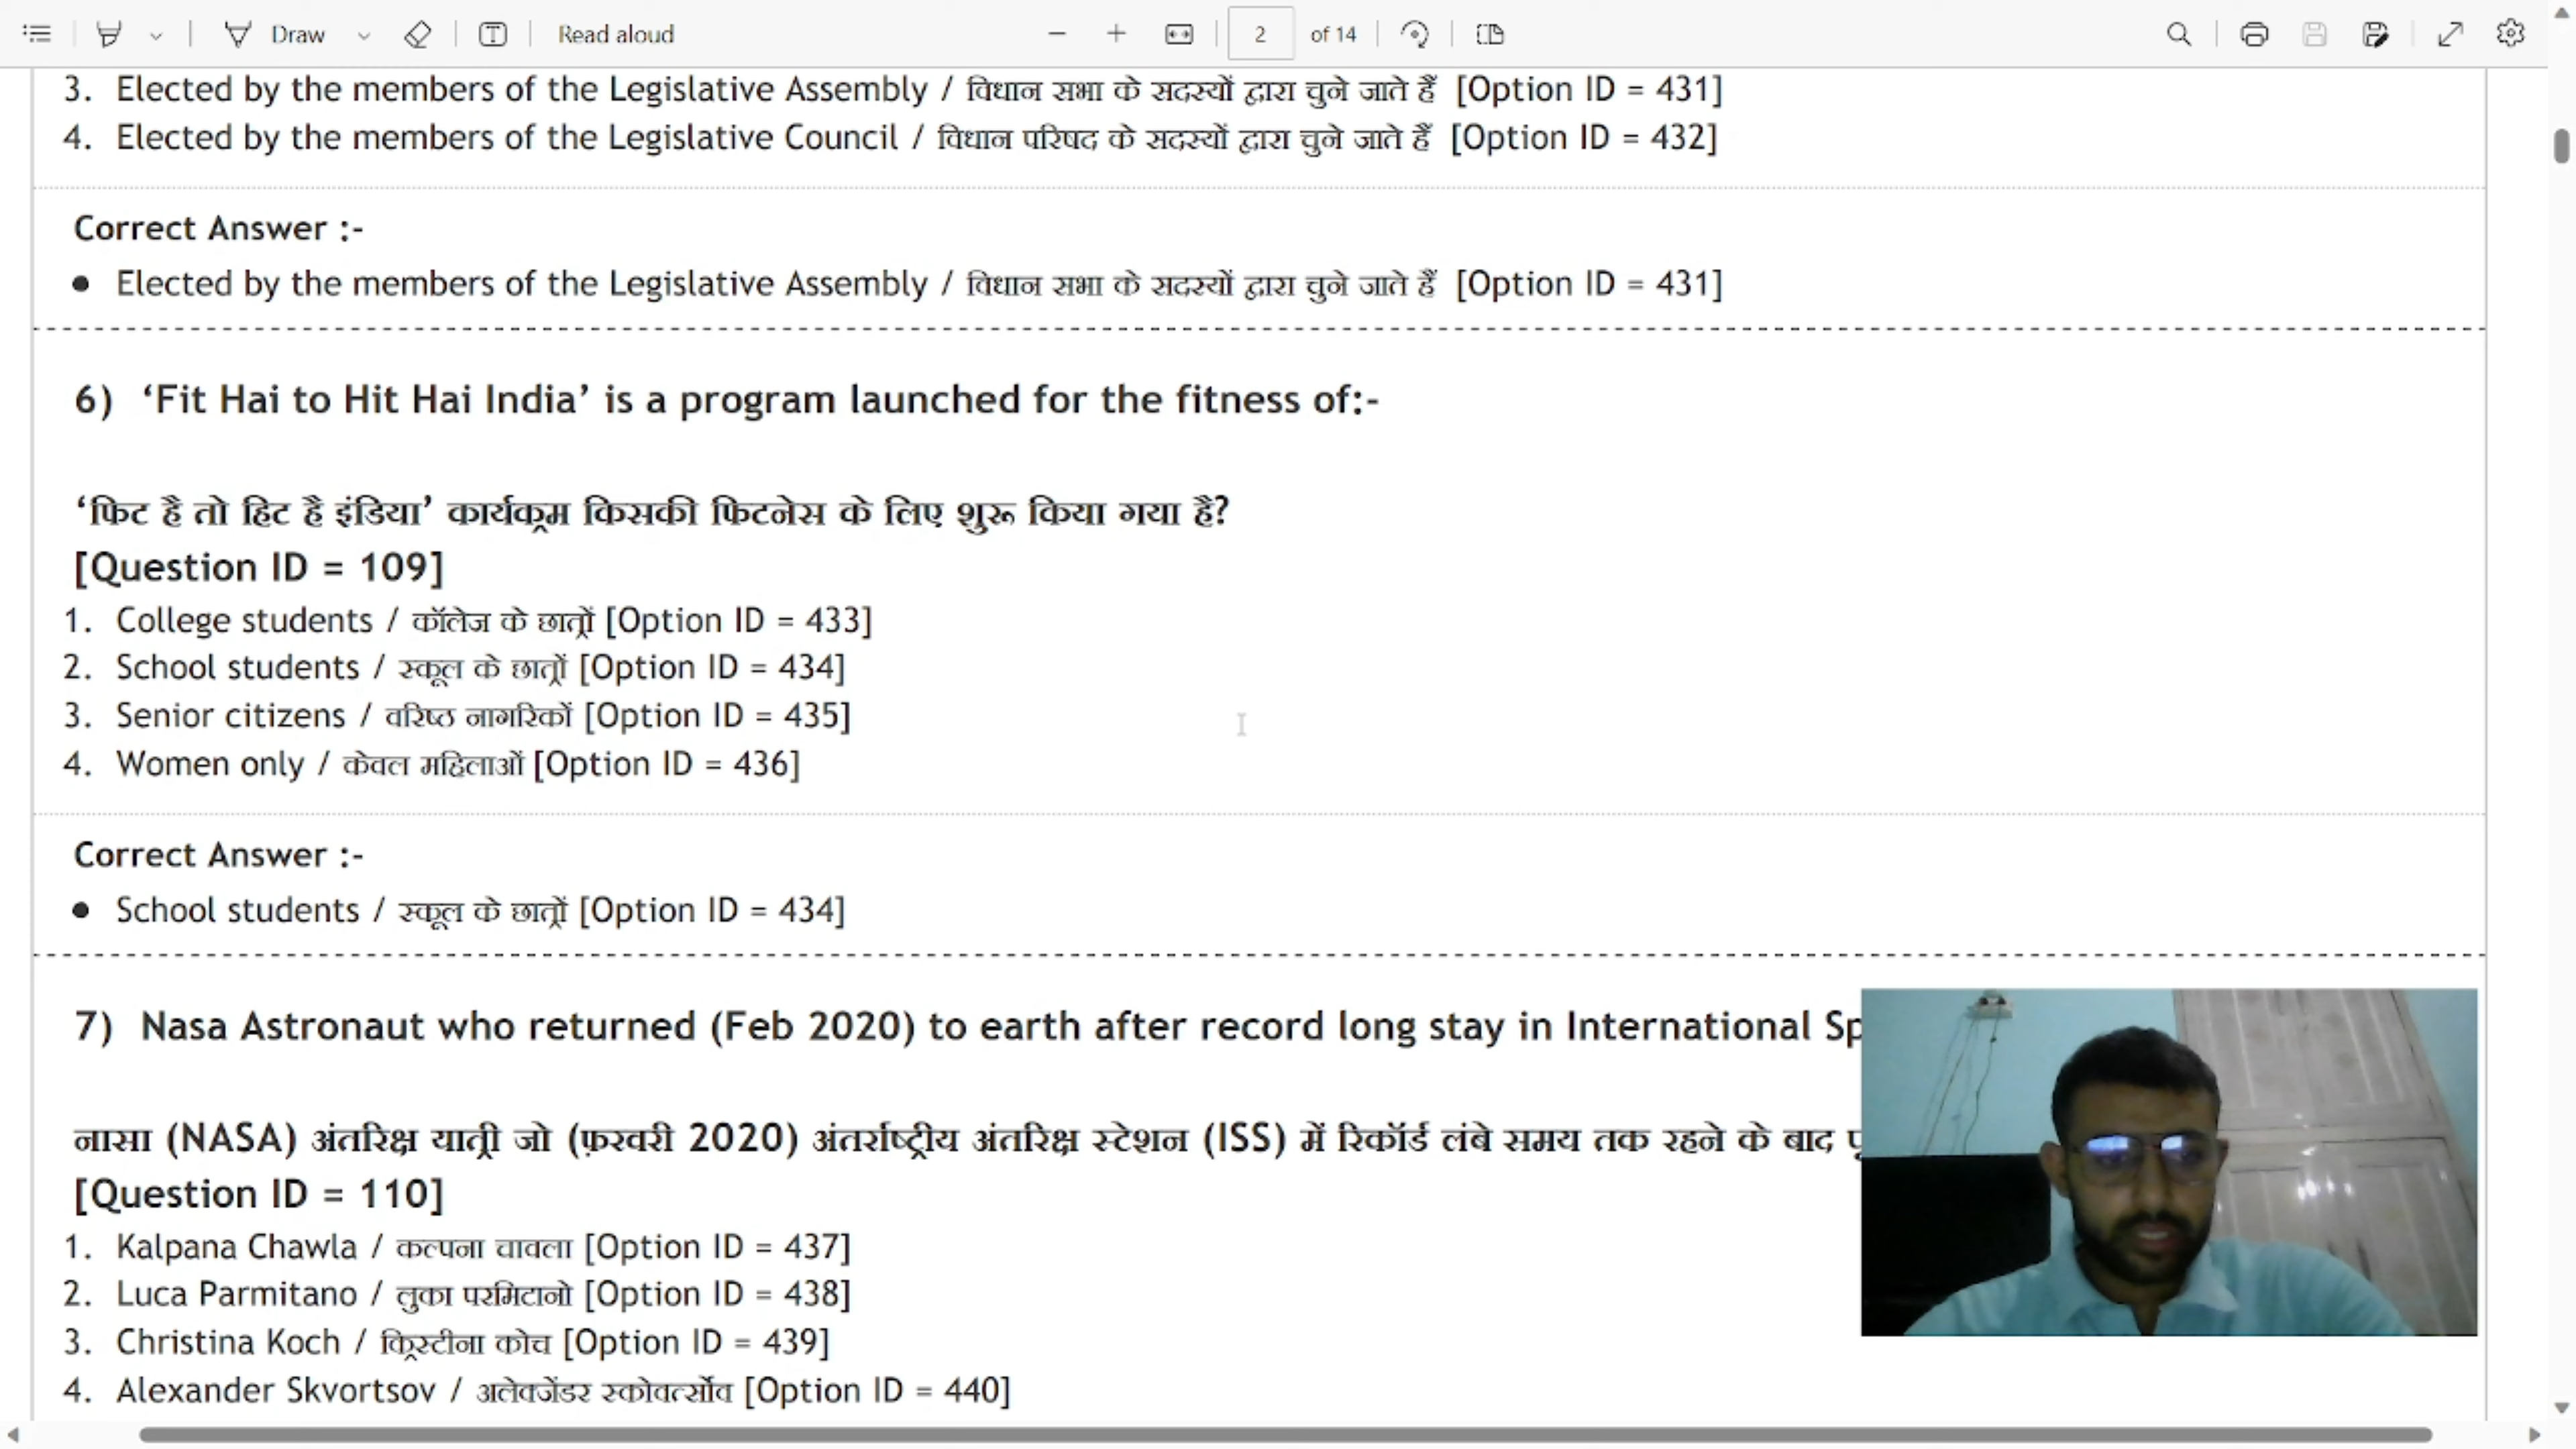 Draw
Read aloud
2 of 14
3. Elected by the members of the Legislative Assembly / विधान सभा के सदस्यों द्वारा चुने जाते हैं [Option ID = 431]
4. Elected by the members of the Legislative Council / विधान परिषद के सदस्यों द्वारा चुने जाते हैं [Option ID = 432]
Correct Answer :-
• Elected by the members of the Legislative Assembly / विधान सभा के सदस्यों द्वारा चुने जाते हैं [Option ID = 431]
6) ‘Fit Hai to Hit Hai India’ is a program launched for the fitness of:-
‘फिट है तो हिट है इंडिया’ कार्यक्रम किसकी फिटनेस के लिए शुरू किया गया है?
[Question ID = 109]
1. College students / कॉलेज के छात्रों [Option ID = 433]
2. School students / स्कूल के छात्रों [Option ID = 434]
3. Senior citizens / वरिष्ठ नागरिकों [Option ID = 435]
4. Women only / केवल महिलाओं [Option ID = 436]
Correct Answer :-
• School students / स्कूल के छात्रों [Option ID = 434]
7) Nasa Astronaut who returned (Feb 2020) to earth after record long stay in International Sp
नासा (NASA) अंतरिक्ष यात्री जो (फ़रवरी 2020) अंतर्राष्ट्रीय अंतरिक्ष स्टेशन (ISS) में रिकॉर्ड लंबे समय तक रहने के बाद
[Question ID = 110]
1. Kalpana Chawla / कल्पना चावला [Option ID = 437]
2. Luca Parmitano / लुका परमिटानो [Option ID = 438]
3. Christina Koch / क्रिस्टीना कोच [Option ID = 439]
4. Alexander Skvortsov / अलेक्जेंडर स्कोवर्त्सोव [Option ID = 440]